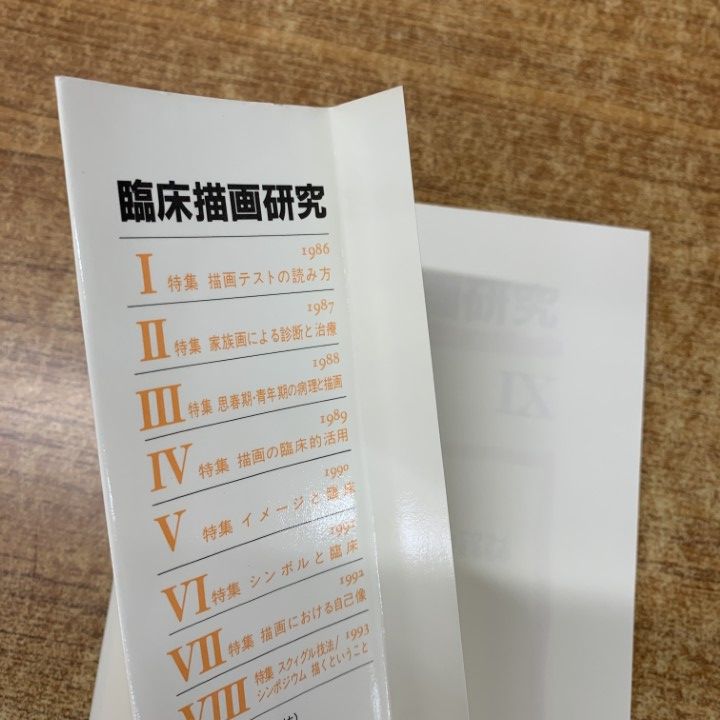 臨床描画研究
1986
I 特集 描画テストの読み方
1987
II 特集 家族画による診断と治療
1988
III 特集 思春期・青年期の病理と描画
1989
IV 特集 描画の臨床的活用
1990
V 特集 イメージと臨床
1991
VI 特集 シンボルと臨床
1992
VII 特集 描画における自己像
VIII 特集 スクィグル技法/ 1993
シンポジウム 描くということ
画研究
XI